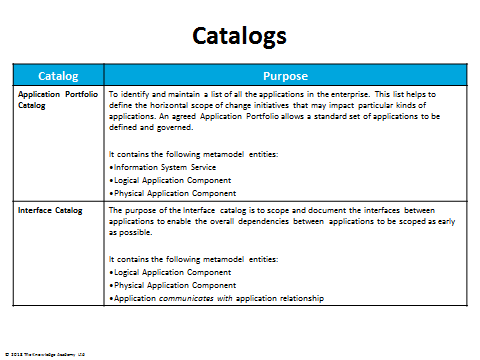 Catalogs
Catalog Purpose
Application Portfolio Catalog
To identify and maintain a list of all the applications in the enterprise. This list helps to
define the horizontal scope of change initiatives that may impact particular kinds of
applications. An agreed Application Portfolio allows a standard set of applications to be
defined and governed.
It contains the following metamodel entities:
•Information System Service
•Logical Application Component
•Physical Application Component
Interface Catalog
The purpose of the Interface catalog is to scope and document the interfaces between
applications to enable the overall dependencies between applications to be scoped as early
as possible.
It contains the following metamodel entities:
•Logical Application Component
•Physical Application Component
•Application communicates with application relationship
© 2018 The Knowledge Academy Ltd